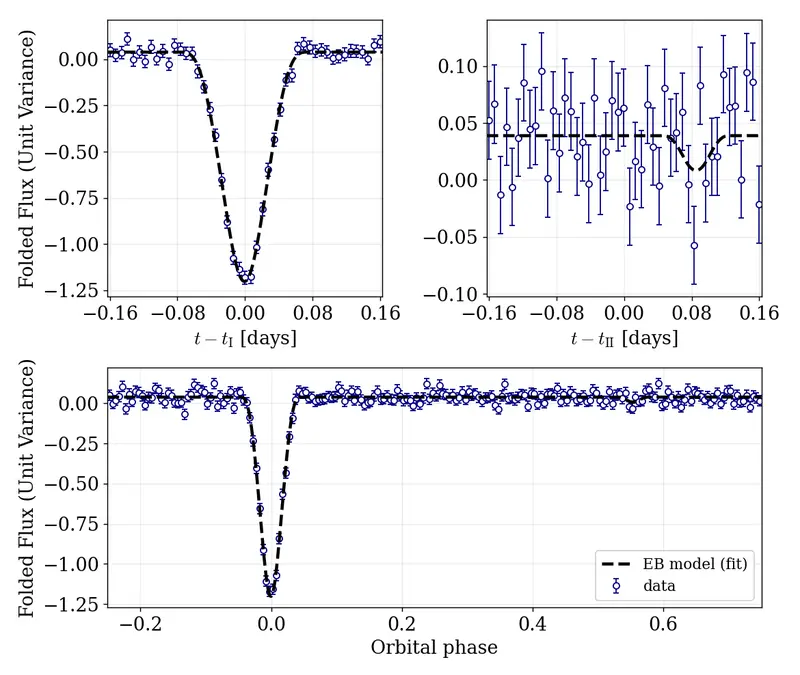 Folded Flux (Unit Variance)
0.00
−0.25
−0.50
−0.75
−1.00
−1.25
−0.16 −0.08 0.00 0.08 0.16
t − tI [days]
0.10
0.05
0.00
−0.05
−0.10
−0.16 −0.08 0.00 0.08 0.16
t − tII [days]
Folded Flux (Unit Variance)
0.00
−0.25
−0.50
−0.75
−1.00
−1.25
EB model (fit)
data
−0.2 0.0 0.2 0.4 0.6
Orbital phase